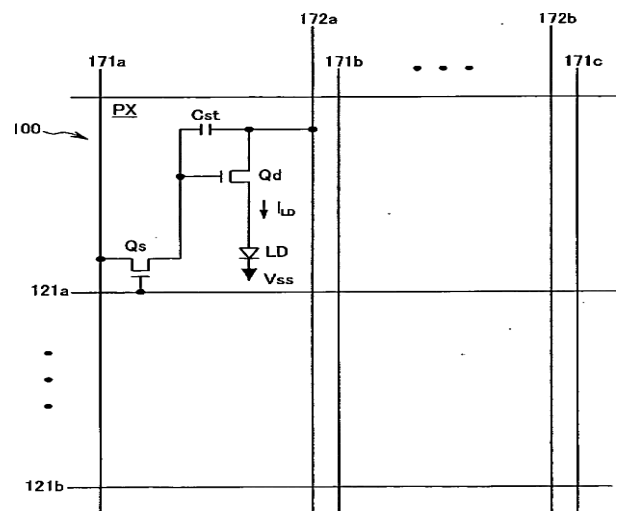 172a 172b
171a 171b • • • 171c
PX
100 Cst
Qd
I_LD
Qs LD
Vss
121a
121b